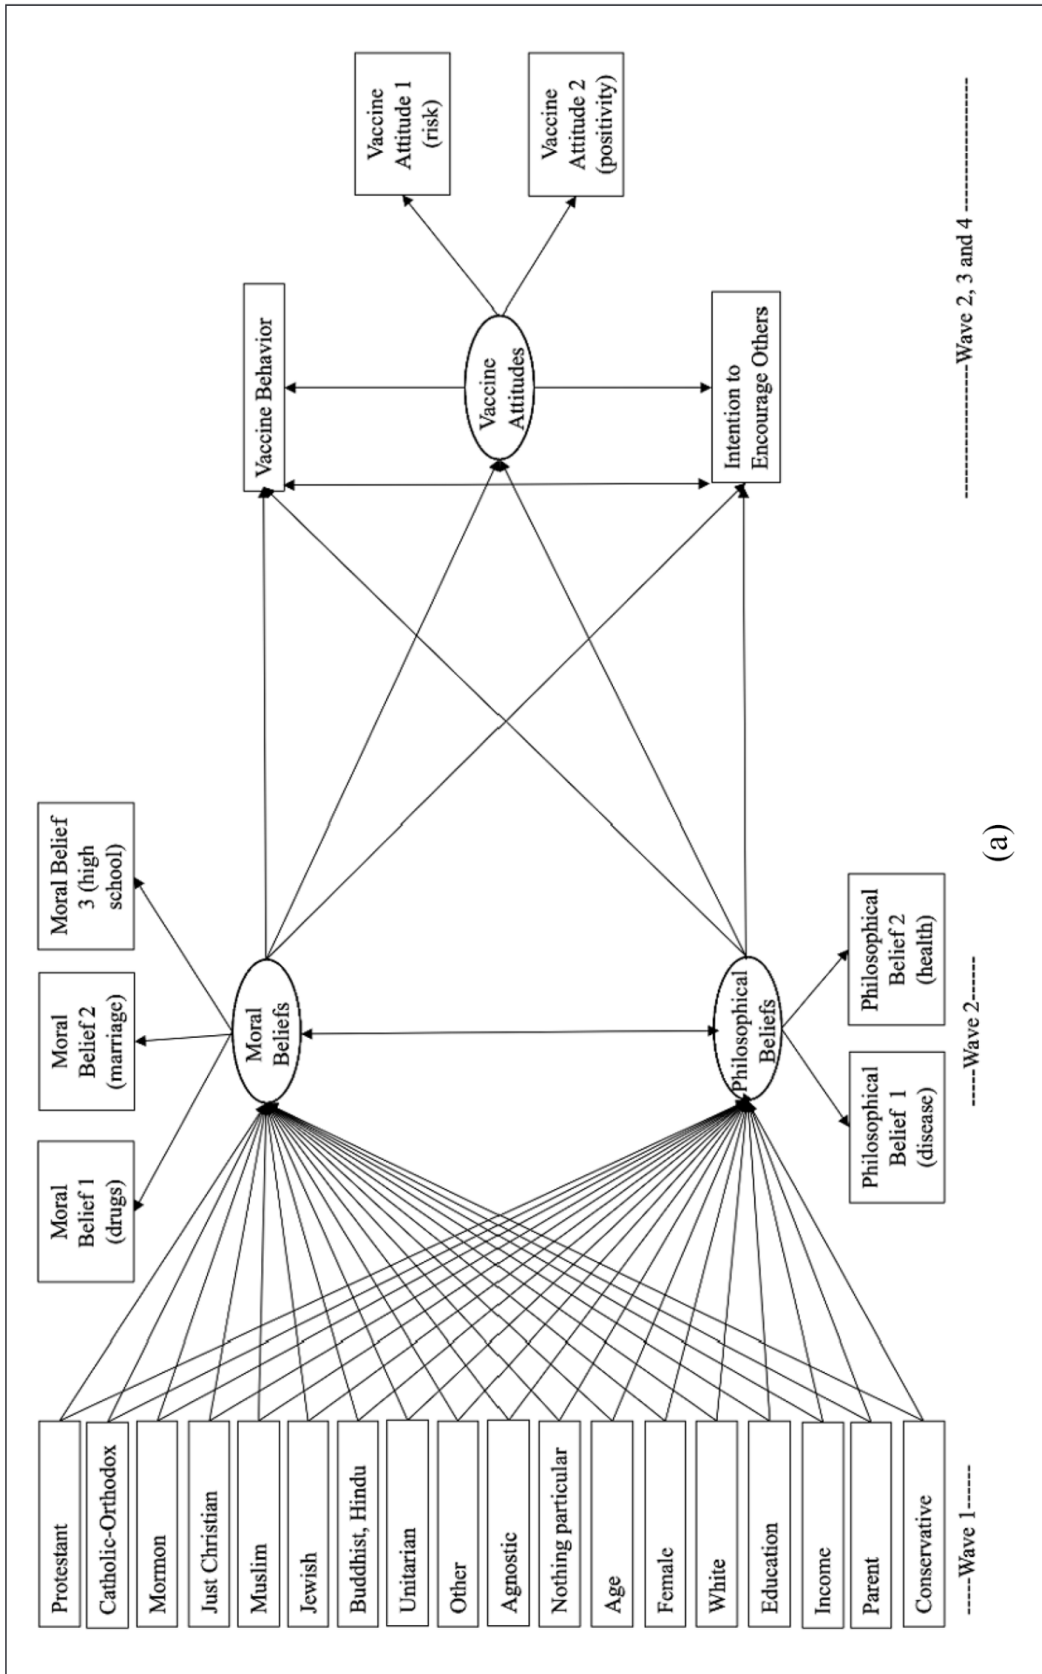 Protestant
Catholic-Orthodox
Mormon
Just Christian
Muslim
Jewish
Buddhist, Hindu
Unitarian
Other
Agnostic
Nothing particular
Age
Female
White
Education
Income
Parent
Conservative
-----Wave 1------
Moral
Belief 1
(drugs)
Moral
Belief 2
(marriage)
Moral Belief
3 (high
school)
Moral
Beliefs
Philosophical
Beliefs
Philosophical
Belief 1
(disease)
Philosophical
Belief 2
(health)
-----Wave 2------
Vaccine Behavior
Vaccine
Attitudes
Intention to
Encourage Others
Vaccine
Attitude 1
(risk)
Vaccine
Attitude 2
(positivity)
----------------Wave 2, 3 and 4 ----------------
(a)